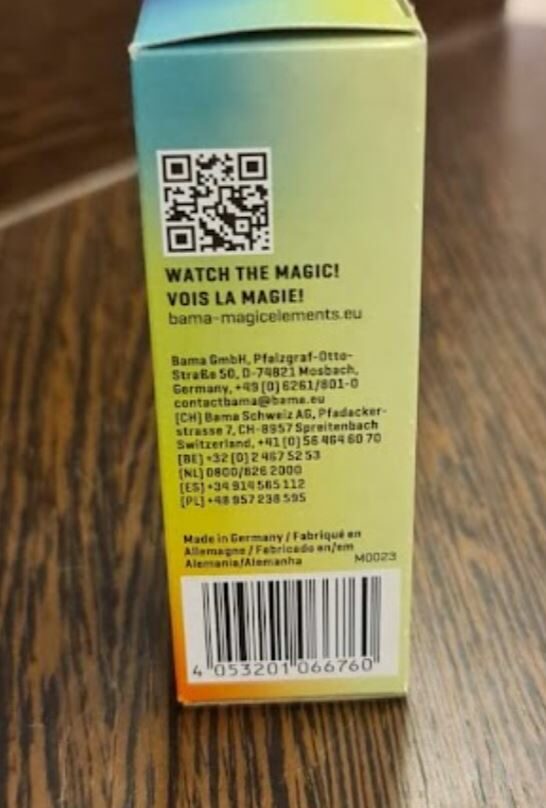 WATCH THE MAGIC!
VOIS LA MAGIE!
bama-magicelements.eu
Bama GmbH, Pfalzgraf-Otto-
Straße 50, D-74821 Mosbach,
Germany, +49 (0) 6261/801-0
contactbama@bama.eu
[CH] Bama Schweiz AG, Pfadacker-
strasse 7, CH-8957 Spreitenbach
Switzerland, +41 (0) 56 464 60 70
[BE] +32 (0) 2 467 52 53
[NL] 0800/626 2000
[ES] +34 914 565 112
[PL] +48 957 238 595
Made in Germany / Fabriqué en
Allemagne / Fabricado en/em
Alemania/Alemanha M0023
4 053201 066760